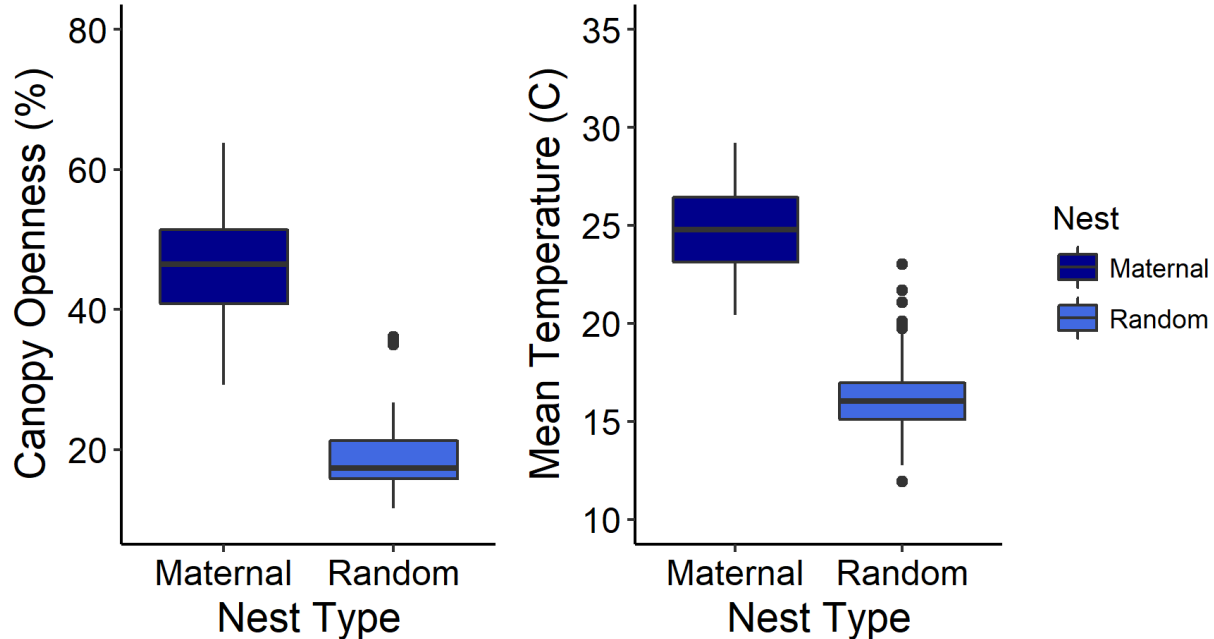 Canopy Openness (%)
80
60
40
20
Maternal Random
Nest Type
Mean Temperature (C)
35
30
25
20
15
10
Maternal Random
Nest Type
Nest
Maternal
Random